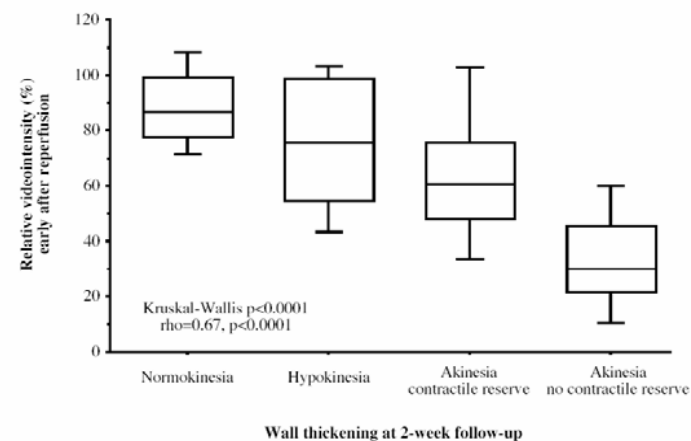 120
100
80
60
40
20
0
Relative videointensity (%)
early after reperfusion
Kruskal-Wallis p<0.0001
rho=0.67, p<0.0001
Normokinesia
Hypokinesia
Akinesia
contractile reserve
Akinesia
no contractile reserve
Wall thickening at 2-week follow-up